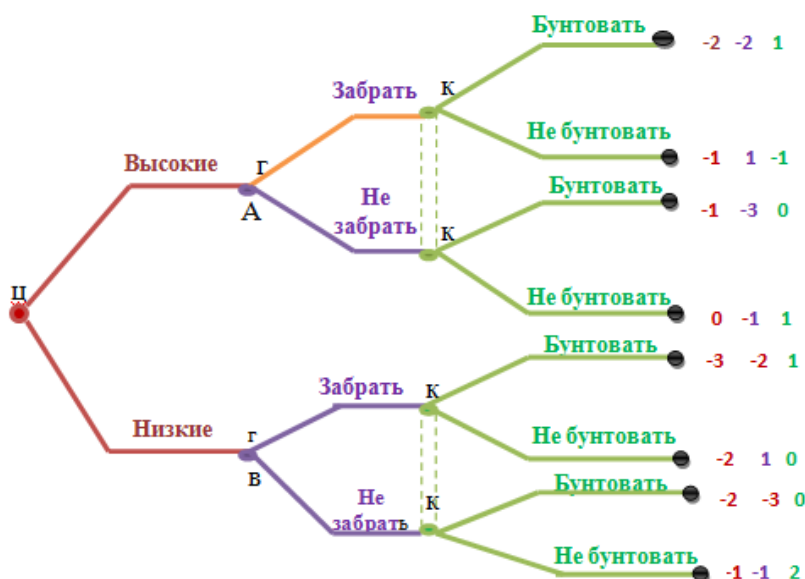 Бунтовать
-2 -2 1
Забрать
К
Не бунтовать
-1 1 -1
Высокие
Г
А
Не
забрать
К
Бунтовать
-1 -3 0
Ц
Не бунтовать
0 -1 1
Бунтовать
-3 -2 1
Забрать
К
Низкие
Г
В
Не бунтовать
-2 1 0
Не
забрать
К
Бунтовать
-2 -3 0
Не бунтовать
-1 -1 2